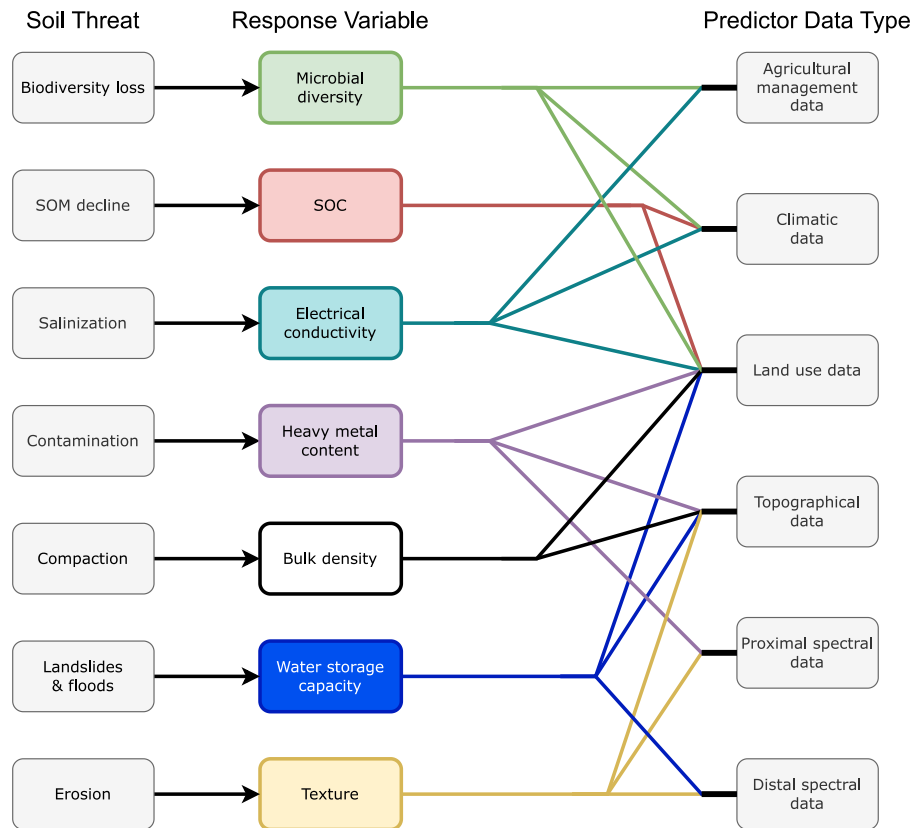 Soil Threat
Response Variable
Predictor Data Type
Biodiversity loss
Microbial
diversity
Agricultural
management
data
SOM decline
SOC
Climatic
data
Salinization
Electrical
conductivity
Land use data
Contamination
Heavy metal
content
Topographical
data
Compaction
Bulk density
Proximal spectral
data
Landslides
& floods
Water storage
capacity
Distal spectral
data
Erosion
Texture